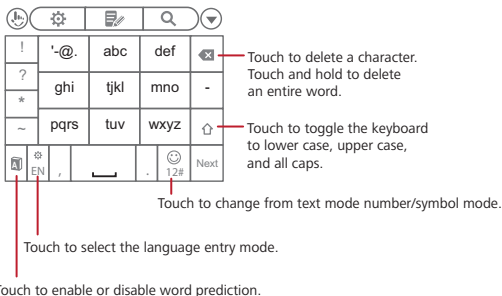 ! '-@. abc def
Touch to delete a character.
Touch and hold to delete
an entire word.
?
ghi tjkl mno -
*
~ pqrs tuv wxyz
Touch to toggle the keyboard
to lower case, upper case,
and all caps.
A EN , . 12# Next
Touch to change from text mode number/symbol mode.
Touch to select the language entry mode.
Touch to enable or disable word prediction.